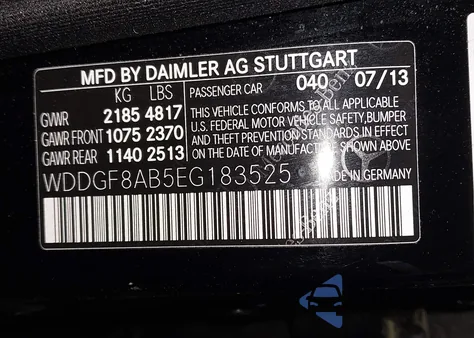 MFD BY DAIMLER AG STUTTGART
KG LBS
PASSENGER CAR 040 07/13
GVWR 2185 4817
GAWR FRONT 1075 2370
GAWR REAR 1140 2513
THIS VEHICLE CONFORMS TO ALL APPLICABLE
U.S. FEDERAL MOTOR VEHICLE SAFETY, BUMPER
AND THEFT PREVENTION STANDARDS IN EFFECT
ON THE DATE OF MANUFACTURE SHOWN ABOVE.
WDDGF8AB5EG183525
MADE IN GERMANY